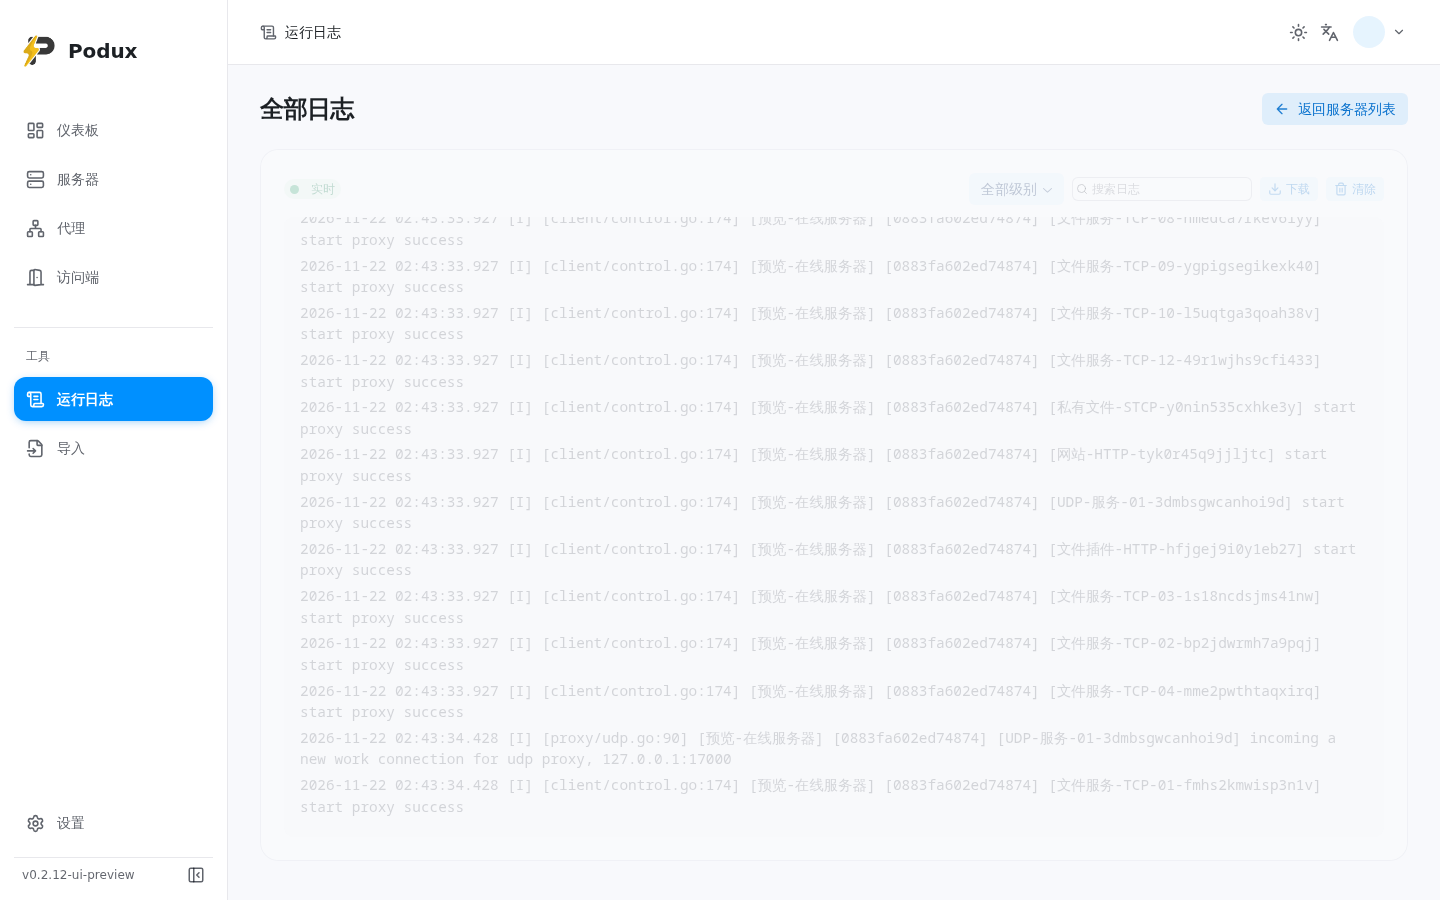 Podux
运行日志
仪表板
服务器
代理
访问端
工具
运行日志
导入
设置
v0.2.12-ui-preview
全部日志
返回服务器列表
实时
全部级别
搜索日志
下载
清除
2026-11-22 02:43:33.927 [I] [client/control.go:174] [预览-在线服务器] [0883fa602ed74874]
start proxy success
2026-11-22 02:43:33.927 [I] [client/control.go:174] [预览-在线服务器] [0883fa602ed74874] [文件服务-TCP-09-ygpigsegikexk40]
start proxy success
2026-11-22 02:43:33.927 [I] [client/control.go:174] [预览-在线服务器] [0883fa602ed74874] [文件服务-TCP-10-l5uqtga3qoah38v]
start proxy success
2026-11-22 02:43:33.927 [I] [client/control.go:174] [预览-在线服务器] [0883fa602ed74874] [文件服务-TCP-12-49r1wjhs9cfi433]
start proxy success
2026-11-22 02:43:33.927 [I] [client/control.go:174] [预览-在线服务器] [0883fa602ed74874] [私有文件-STCP-y0nin535cxhke3y] start
proxy success
2026-11-22 02:43:33.927 [I] [client/control.go:174] [预览-在线服务器] [0883fa602ed74874] [网站-HTTP-tyk0r45q9jjljtc] start
proxy success
2026-11-22 02:43:33.927 [I] [client/control.go:174] [预览-在线服务器] [0883fa602ed74874] [UDP-服务-01-3dmbsgwcanhoi9d] start
proxy success
2026-11-22 02:43:33.927 [I] [client/control.go:174] [预览-在线服务器] [0883fa602ed74874] [文件插件-HTTP-hfjgej9i0y1eb27] start
proxy success
2026-11-22 02:43:33.927 [I] [client/control.go:174] [预览-在线服务器] [0883fa602ed74874] [文件服务-TCP-03-1s18ncdsjms41nw]
start proxy success
2026-11-22 02:43:33.927 [I] [client/control.go:174] [预览-在线服务器] [0883fa602ed74874] [文件服务-TCP-02-bp2jdwrmh7a9pqj]
start proxy success
2026-11-22 02:43:33.927 [I] [client/control.go:174] [预览-在线服务器] [0883fa602ed74874] [文件服务-TCP-04-mme2pwthtaqxirq]
start proxy success
2026-11-22 02:43:34.428 [I] [proxy/udp.go:90] [预览-在线服务器] [0883fa602ed74874] [UDP-服务-01-3dmbsgwcanhoi9d] incoming a
new work connection for udp proxy, 127.0.0.1:17000
2026-11-22 02:43:34.428 [I] [client/control.go:174] [预览-在线服务器] [0883fa602ed74874] [文件服务-TCP-01-fmhs2kmwisp3n1v]
start proxy success